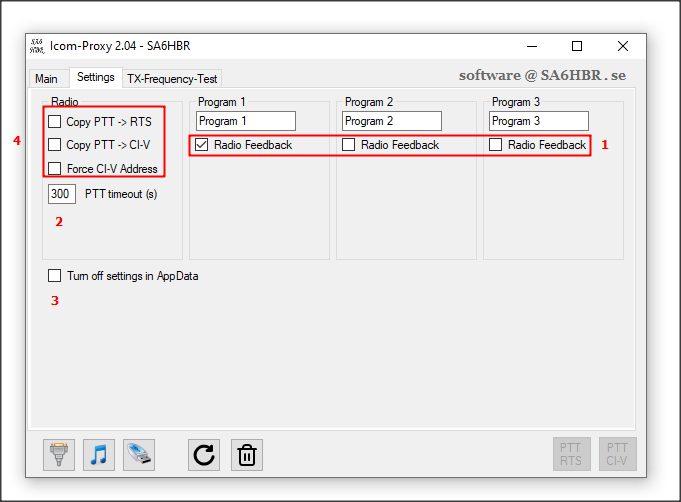 SA6
HBR
Icom-Proxy 2.04 - SA6HBR
Main
Settings
TX-Frequency-Test
software @ SA6HBR . se
Radio
Program 1
Program 2
Program 3
4
Copy PTT -> RTS
Program 1
Program 2
Program 3
Copy PTT -> CI-V
Radio Feedback
Radio Feedback
Radio Feedback
1
Force CI-V Address
300
PTT timeout (s)
2
Turn off settings in AppData
3
PTT
RTS
PTT
CI-V